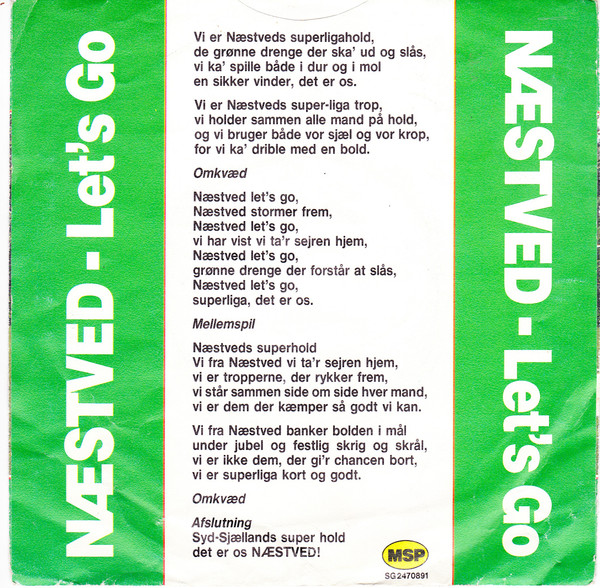 NÆSTVED - Let's Go
Vi er Næstveds superligahold,
de grønne drenge der ska' ud og slås,
vi ka' spille både i dur og i mol
en sikker vinder, det er os.
Vi er Næstveds super-liga trop,
vi holder sammen alle mand på hold,
og vi bruger både vor sjæl og vor krop,
for vi ka' drible med en bold.
Omkvæd
Næstved let's go,
Næstved stormer frem,
Næstved let's go,
vi har vist vi ta'r sejren hjem,
Næstved let's go,
grønne drenge der forstår at slås,
Næstved let's go,
superliga, det er os.
Mellemspil
Næstveds superhold
Vi fra Næstved vi ta'r sejren hjem,
vi er tropperne, der rykker frem,
vi står sammen side om side hver mand,
vi er dem der kæmper så godt vi kan.
Vi fra Næstved banker bolden i mål
under jubel og festlig skrig og skrål,
vi er ikke dem, der gi'r chancen bort,
vi er superliga kort og godt.
Omkvæd
Afslutning
Syd-Sjællands super hold
det er os NÆSTVED!
MSP
SG2470891
NÆSTVED - Let's Go